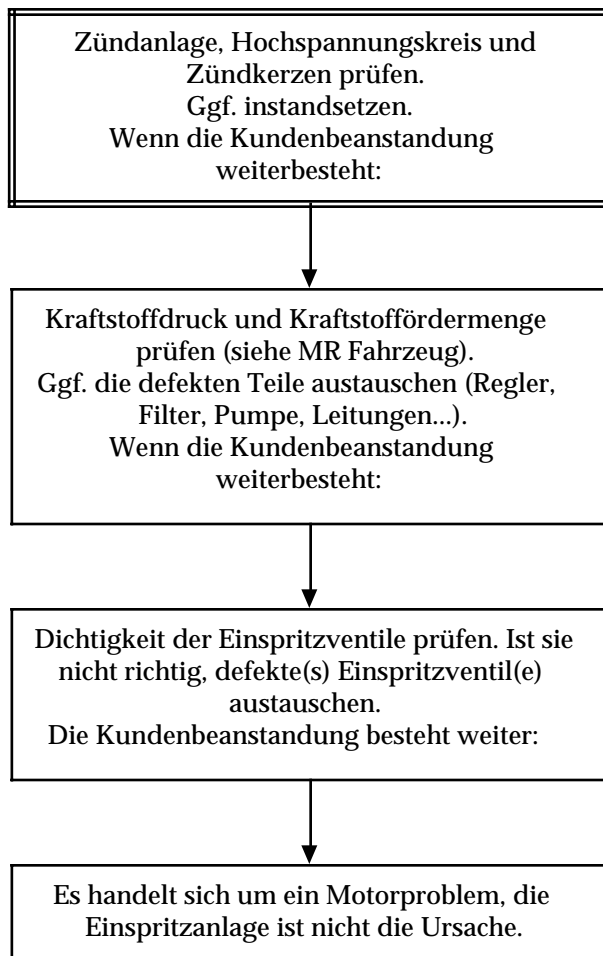 Zündanlage, Hochspannungskreis und
Zündkerzen prüfen.
Ggf. instandsetzen.
Wenn die Kundenbeanstandung
weiterbesteht:
Kraftstoffdruck und Kraftstoffördermenge
prüfen (siehe MR Fahrzeug).
Ggf. die defekten Teile austauschen (Regler,
Filter, Pumpe, Leitungen...).
Wenn die Kundenbeanstandung
weiterbesteht:
Dichtigkeit der Einspritzventile prüfen. Ist sie
nicht richtig, defekte(s) Einspritzventil(e)
austauschen.
Die Kundenbeanstandung besteht weiter:
Es handelt sich um ein Motorproblem, die
Einspritzanlage ist nicht die Ursache.